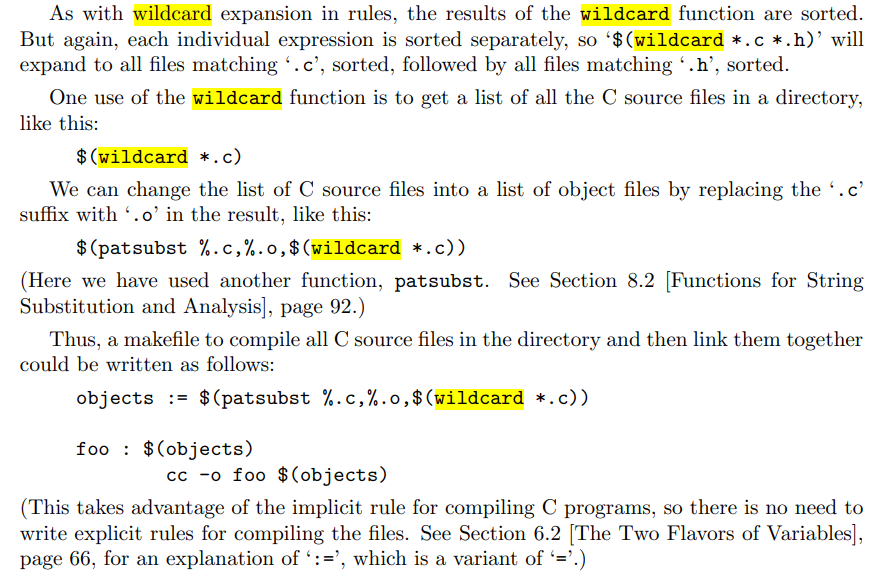 As with wildcard expansion in rules, the results of the wildcard function are sorted.
But again, each individual expression is sorted separately, so ‘$(wildcard *.c *.h)’ will
expand to all files matching ‘.c’, sorted, followed by all files matching ‘.h’, sorted.
One use of the wildcard function is to get a list of all the C source files in a directory,
like this:
$(wildcard *.c)
We can change the list of C source files into a list of object files by replacing the ‘.c’
suffix with ‘.o’ in the result, like this:
$(patsubst %.c,%.o,$(wildcard *.c))
(Here we have used another function, patsubst. See Section 8.2 [Functions for String
Substitution and Analysis], page 92.)
Thus, a makefile to compile all C source files in the directory and then link them together
could be written as follows:
objects := $(patsubst %.c,%.o,$(wildcard *.c))
foo : $(objects)
cc -o foo $(objects)
(This takes advantage of the implicit rule for compiling C programs, so there is no need to
write explicit rules for compiling the files. See Section 6.2 [The Two Flavors of Variables],
page 66, for an explanation of ‘:=’, which is a variant of ‘=’.)